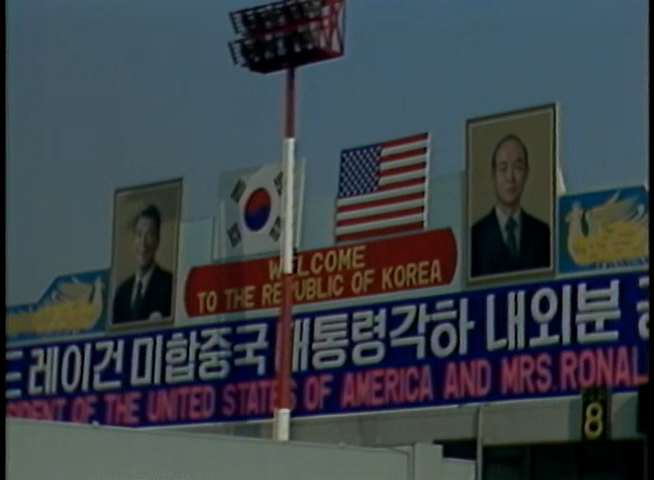 WELCOME
TO THE REPUBLIC OF KOREA
드 레이건 미합중국 대통령각하 내외분
OF THE UNITED STATES OF AMERICA AND MRS. RONAL
8